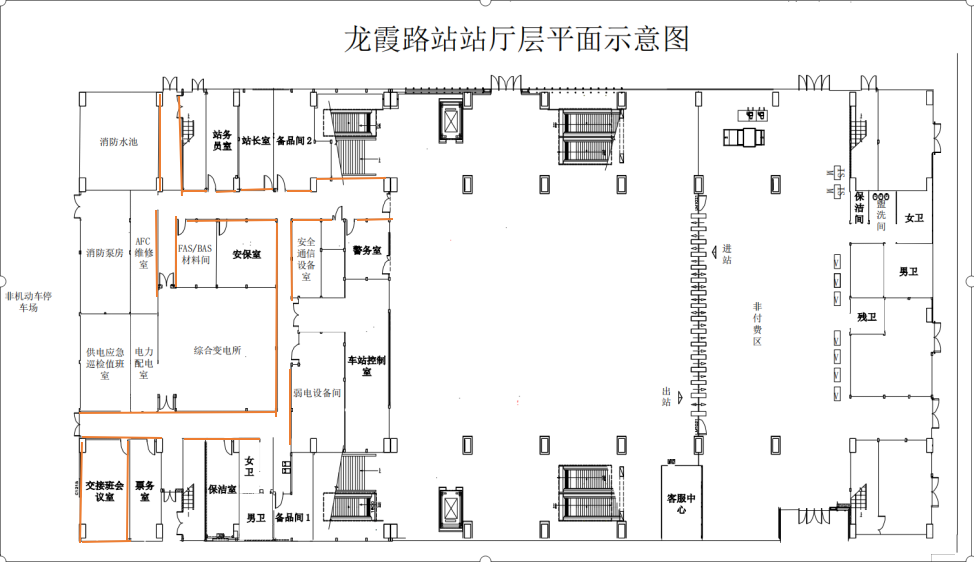 龙霞路站站厅层平面示意图
消防水池
站务
员室
站长室
备品间2
消防泵房
AFC
维修
室
FAS/BAS
材料间
安保室
安全
通信
设备
室
警务室
保洁
间
盥
洗
间
女卫
男卫
残卫
进
站
非
付
费
区
出
站
非机动车停
车场
供电应急
巡检值班
室
电力
配电
室
综合变电所
弱电设备间
车站控制
室
交接班会
议室
票务
室
保洁室
女
卫
男卫
备品间1
客服中
心